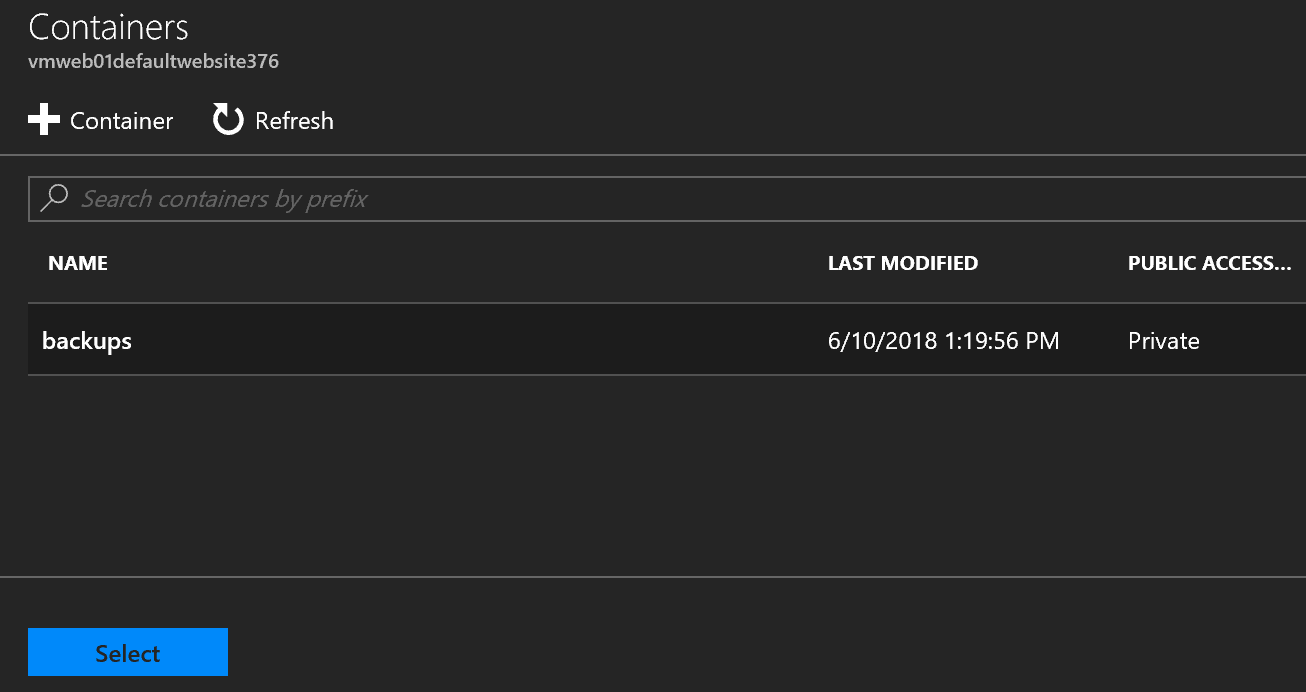 Containers
vmweb01defaultwebsite376
Container Refresh
Search containers by prefix
NAME LAST MODIFIED PUBLIC ACCESS...
backups 6/10/2018 1:19:56 PM Private
Select